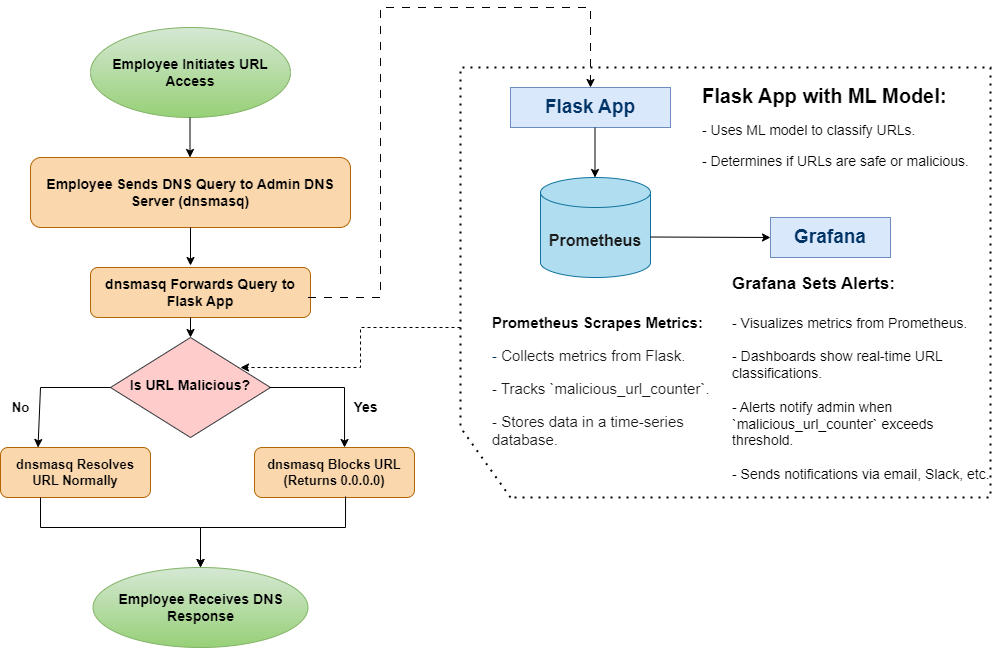 Employee Initiates URL
Access
Employee Sends DNS Query to Admin DNS
Server (dnsmasq)
dnsmasq Forwards Query to
Flask App
Is URL Malicious?
No
Yes
dnsmasq Resolves
URL Normally
dnsmasq Blocks URL
(Returns 0.0.0.0)
Employee Receives DNS
Response
Flask App
Flask App with ML Model:
- Uses ML model to classify URLs.
- Determines if URLs are safe or malicious.
Prometheus
Grafana
Prometheus Scrapes Metrics:
- Collects metrics from Flask.
- Tracks `malicious_url_counter`.
- Stores data in a time-series
database.
Grafana Sets Alerts:
- Visualizes metrics from Prometheus.
- Dashboards show real-time URL
classifications.
- Alerts notify admin when
`malicious_url_counter` exceeds
threshold.
- Sends notifications via email, Slack, etc.